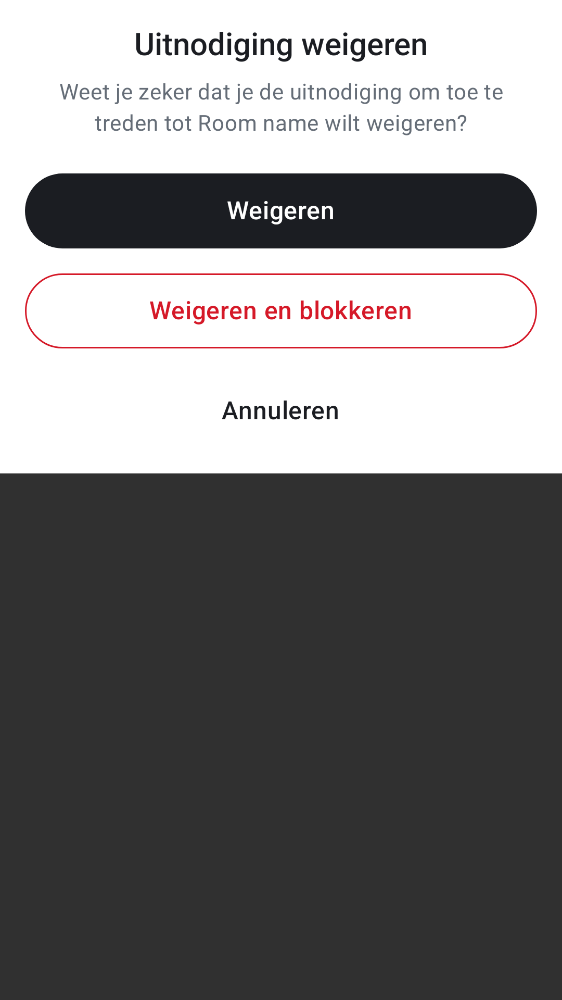 Uitnodiging weigeren
Weet je zeker dat je de uitnodiging om toe te
treden tot Room name wilt weigeren?
Weigeren
Weigeren en blokkeren
Annuleren